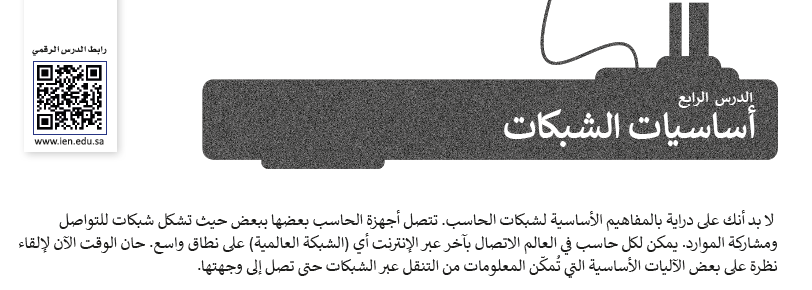 رابط الدرس الرقمي
www.ien.edu.sa
الدرس الرابع
أساسيات الشبكات
لا بد أنك على دراية بالمفاهيم الأساسية لشبكات الحاسب. تتصل أجهزة الحاسب بعضها ببعض حيث تشكل شبكات للتواصل
ومشاركة الموارد. يمكن لكل حاسب في العالم الاتصال بآخر عبر الإنترنت أي (الشبكة العالمية) على نطاق واسع. حان الوقت الآن لإلقاء
نظرة على بعض الآليات الأساسية التي تُمكّن المعلومات من التنقل عبر الشبكات حتى تصل إلى وجهتها.